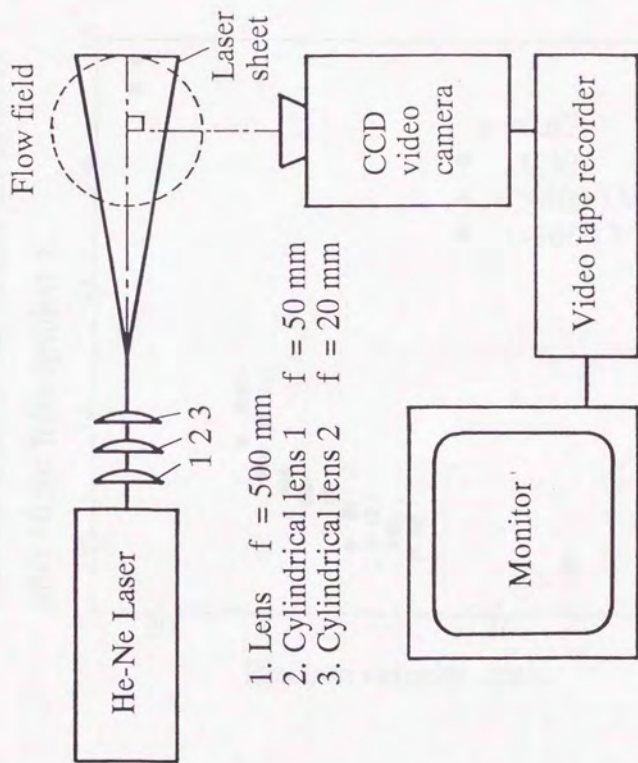 Flow field
Laser
sheet
1 2 3
He-Ne Laser
1. Lens f = 500 mm
2. Cylindrical lens 1 f = 50 mm
3. Cylindrical lens 2 f = 20 mm
CCD
video
camera
Video tape recorder
Monitor